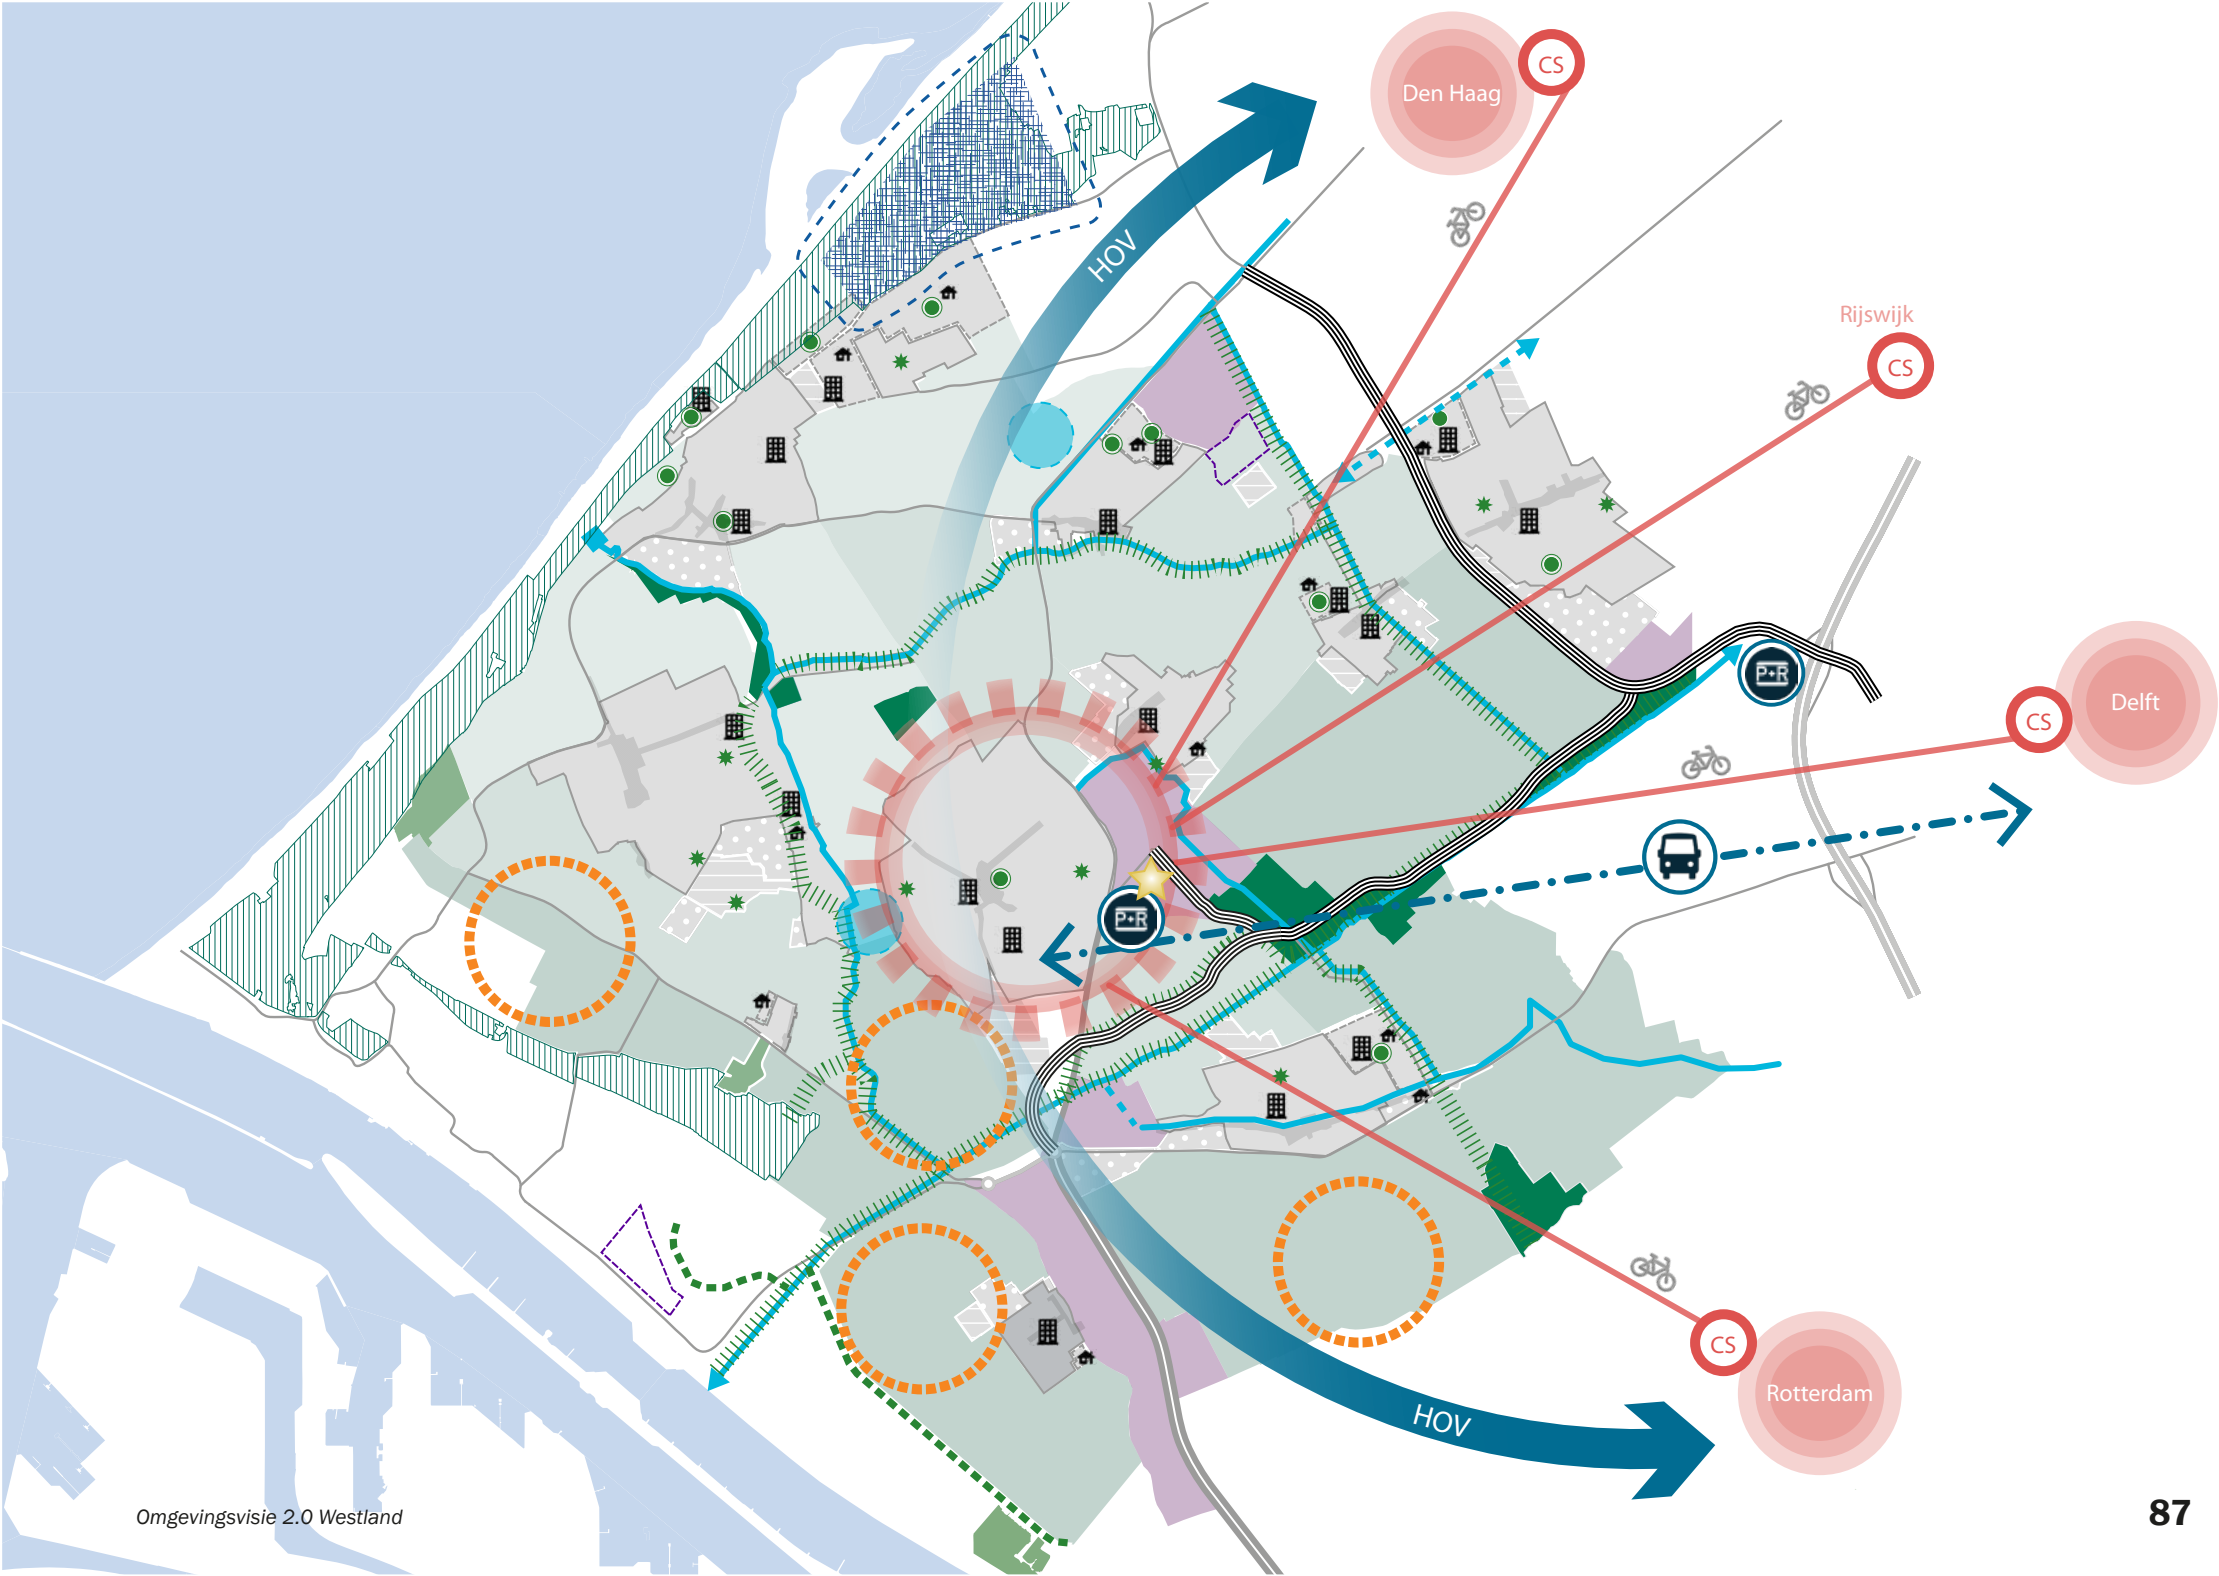 Den Haag
CS
HOV
Rijswijk
CS
P+R
CS
Delft
P+R
CS
Rotterdam
HOV
Omgevingsvisie 2.0 Westland
87